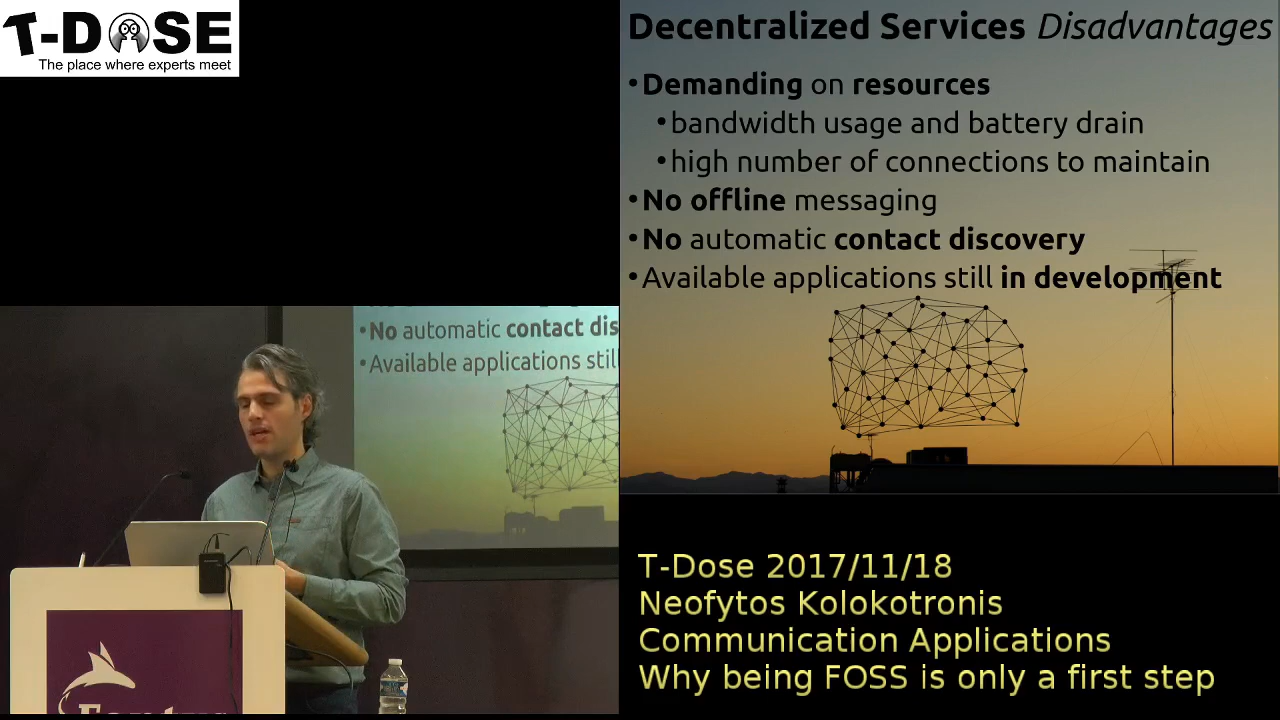 T-DOSE
The place where experts meet
Decentralized Services Disadvantages
•Demanding on resources
•bandwidth usage and battery drain
•high number of connections to maintain
•No offline messaging
•No automatic contact discovery
•Available applications still in development
•No automatic contact dis
•Available applications still
T-Dose 2017/11/18
Neofytos Kolokotronis
Communication Applications
Why being FOSS is only a first step